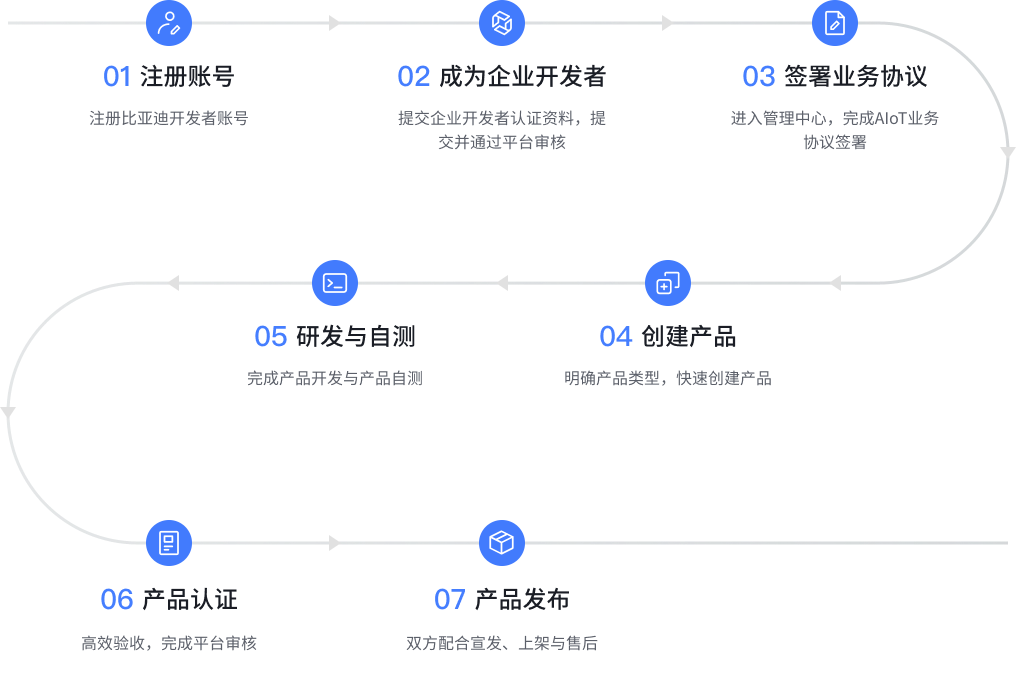 01 注册账号
注册比亚迪开发者账号
02 成为企业开发者
提交企业开发者认证资料，提
交并通过平台审核
03 签署业务协议
进入管理中心，完成AIoT业务
协议签署
04 创建产品
明确产品类型，快速创建产品
05 研发与自测
完成产品开发与产品自测
06 产品认证
高效验收，完成平台审核
07 产品发布
双方配合宣发、上架与售后